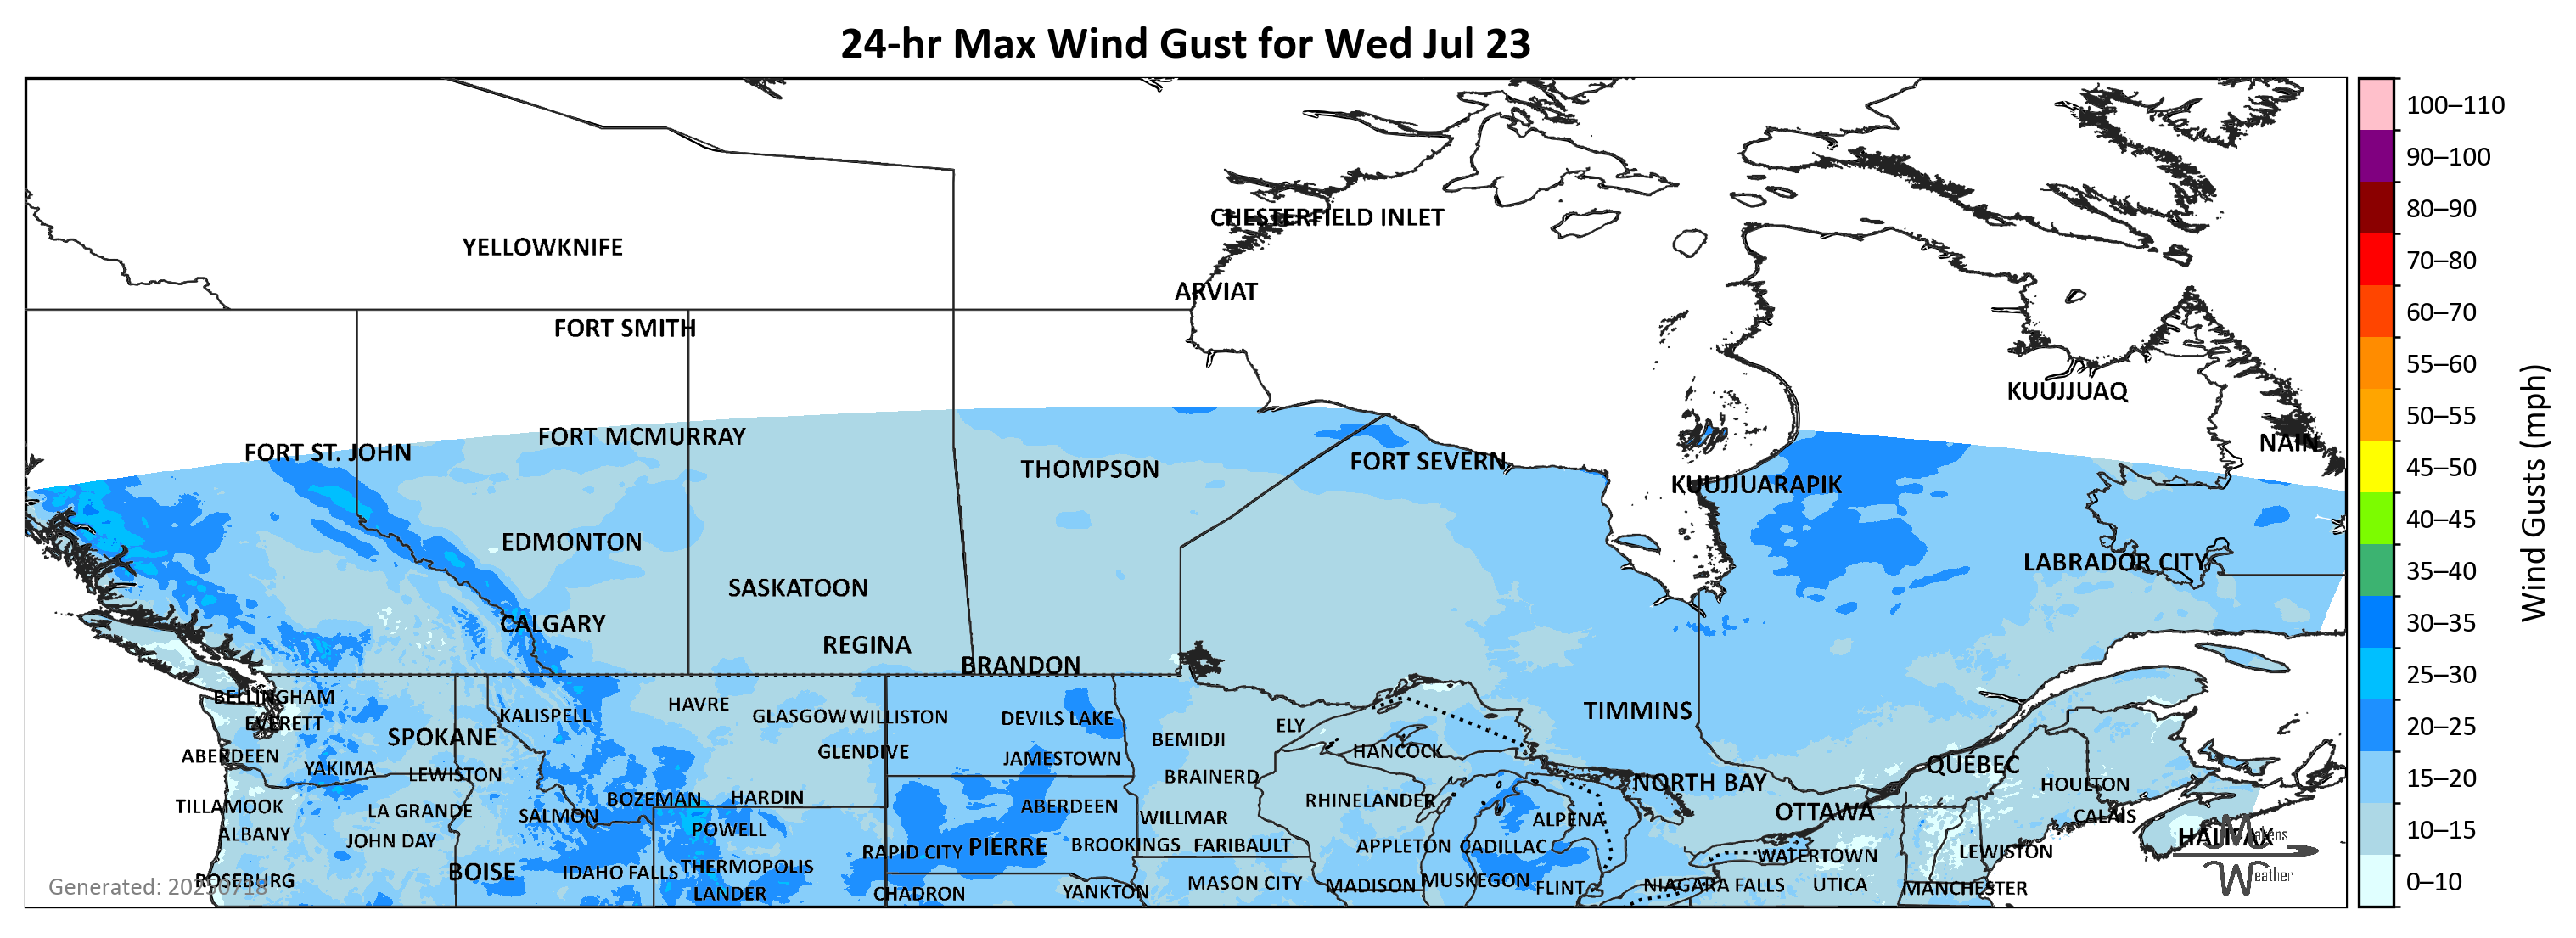 24-hr Max Wind Gust for Wed Jul 23
100–110
90–100
CHESTERFIELD INLET
80–90
YELLOWKNIFE
70–80
ARVIAT
60–70
FORT SMITH
55–60
KUUJJUAQ
50–55
FORT MCMURRAY
NAIN
FORT ST. JOHN
FORT SEVERN
45–50
THOMPSON
KUUJJUARAPIK
40–45
EDMONTON
LABRADOR CITY
35–40
SASKATOON
Wind Gusts (mph)
CALGARY
30–35
REGINA
BRANDON
25–30
BELLINGHAM
HAVRE
TIMMINS
KALISPELL
GLASGOW WILLISTON
DEVILS LAKE
EVERETT
ELY
20–25
SPOKANE
BEMIDJI
ABERDEEN
GLENDIVE
JAMESTOWN
HANCOCK
QUÉBEC
YAKIMA
LEWISTON
BRAINERD
NORTH BAY
HOULTON
15–20
BOZEMAN
HARDIN
RHINELANDER
TILLAMOOK
LA GRANDE
SALMON
ABERDEEN
WILLMAR
ALPENA
OTTAWA
CALAIS
10–15
ALBANY
JOHN DAY
POWELL
HALIFAX
Makens
Weather
RAPID CITY
PIERRE
BROOKINGS
FARIBAULT
APPLETON
CADILLAC
WATERTOWN
LEWISTON
BOISE
IDAHO FALLS
THERMOPOLIS
Generated: 20250718
ROSEBURG
LANDER
CHADRON
YANKTON
MASON CITY
MADISON
MUSKEGON
FLINT
NIAGARA FALLS
UTICA
MANCHESTER
0–10